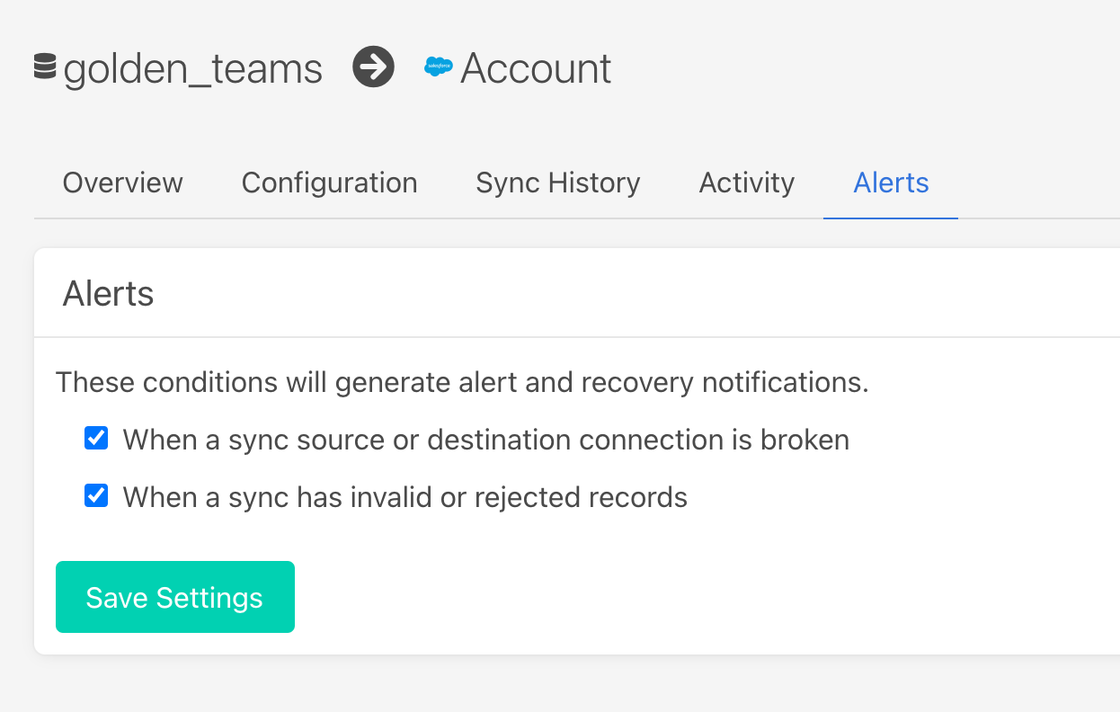 golden_teams
salesforce
Account
Overview
Configuration
Sync History
Activity
Alerts
Alerts
These conditions will generate alert and recovery notifications.
When a sync source or destination connection is broken
When a sync has invalid or rejected records
Save Settings